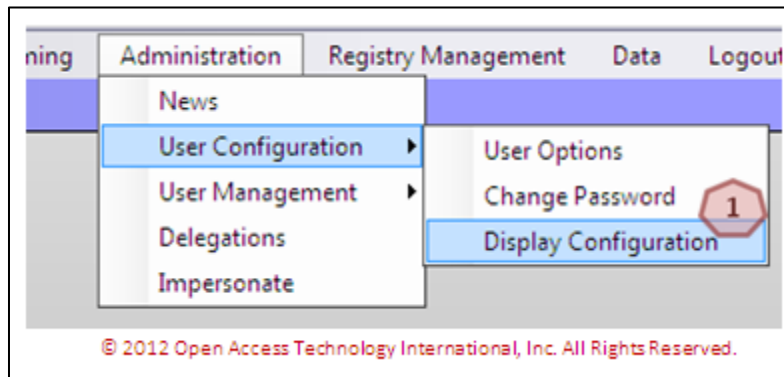 ning Administration Registry Management Data Logout
News
User Configuration
User Options
User Management
Change Password
1
Delegations
Display Configuration
Impersonate
© 2012 Open Access Technology International, Inc. All Rights Reserved.